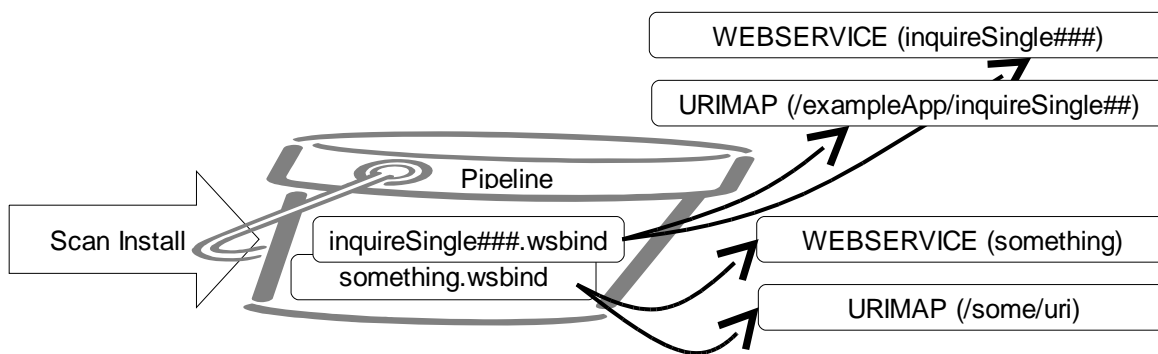 WEBSERVICE (inquireSingle###)
URIMAP (/exampleApp/inquireSingle##)
Pipeline
Scan Install
inquireSingle###.wsbind
WEBSERVICE (something)
something.wsbind
URIMAP (/some/uri)